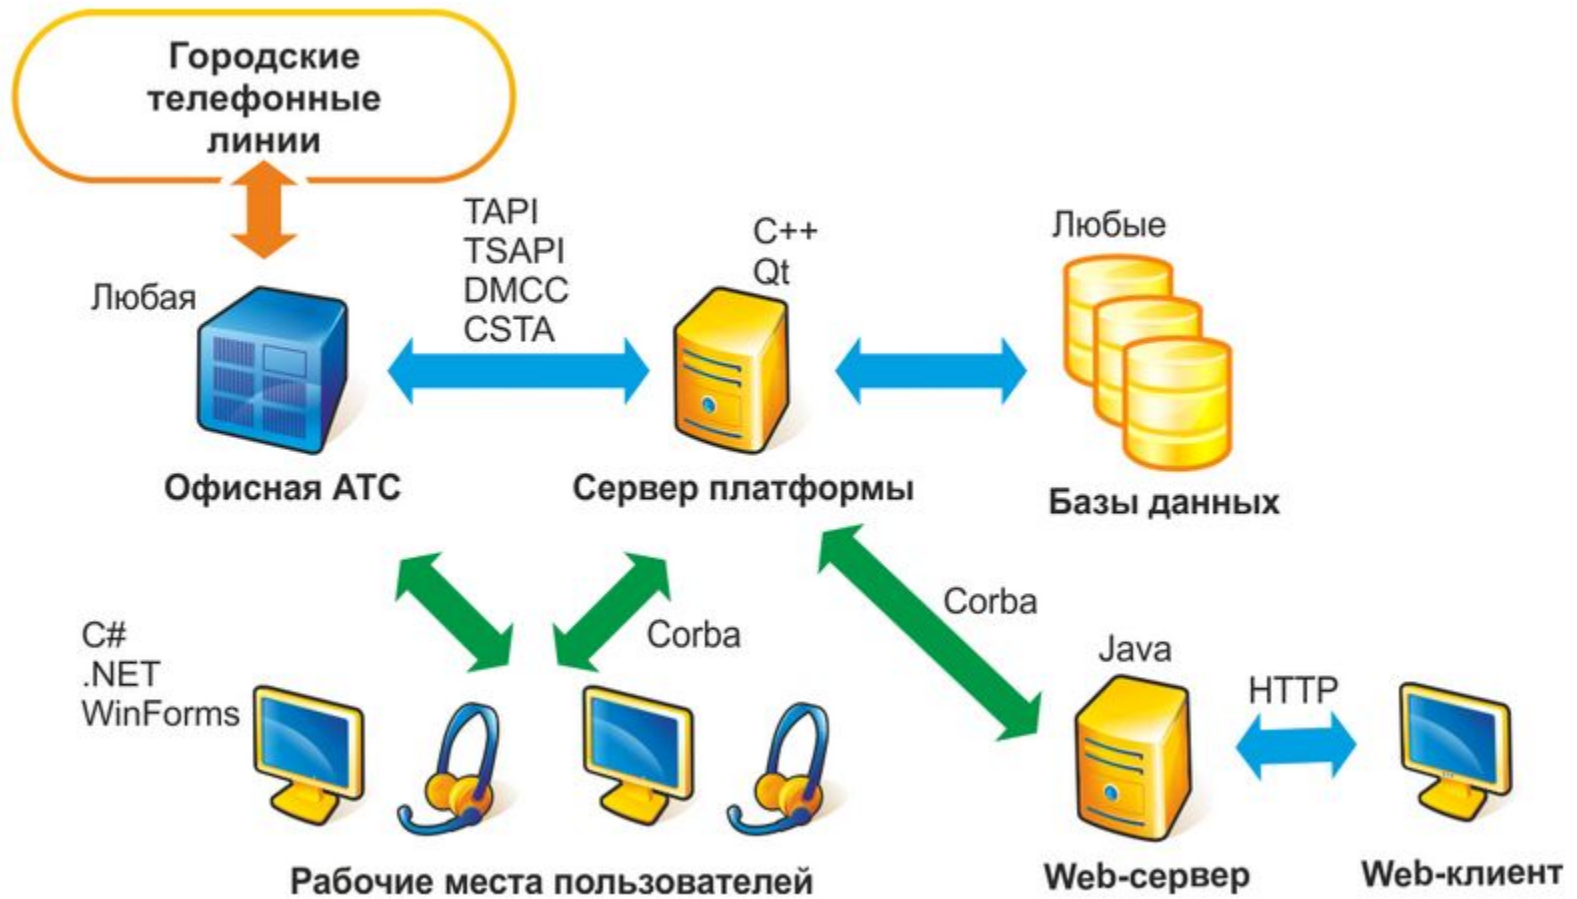 Городские
телефонные
линии
TAPI
TSAPI
DMCC
CSTA
C++
Qt
Любые
Любая
Офисная АТС
Сервер платформы
Базы данных
Corba
Corba
C#
.NET
WinForms
Java
HTTP
Рабочие места пользователей
Web-сервер
Web-клиент